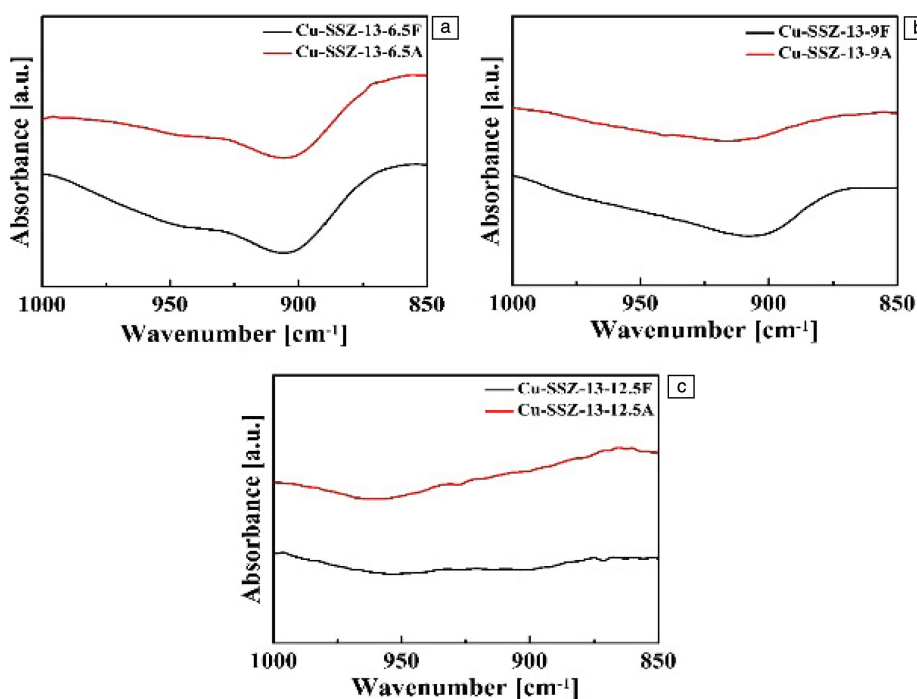 Cu-SSZ-13-6.5F
Cu-SSZ-13-6.5A
a
Absorbance [a.u.]
1000 950 900 850
Wavenumber [cm⁻¹]
Cu-SSZ-13-9F
Cu-SSZ-13-9A
b
Absorbance [a.u.]
1000 950 900 850
Wavenumber [cm⁻¹]
Cu-SSZ-13-12.5F
Cu-SSZ-13-12.5A
c
Absorbance [a.u.]
1000 950 900 850
Wavenumber [cm⁻¹]